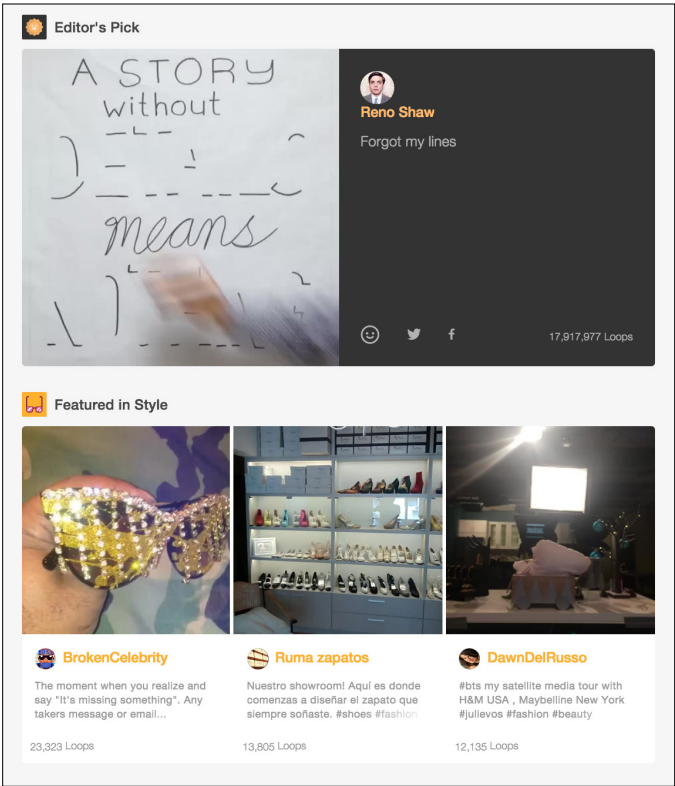 Editor's Pick
A STORY
without
means
Reno Shaw
Forgot my lines
17,917,977 Loops
Featured in Style
BrokenCelebrity
The moment when you realize and
say "It's missing something". Any
takers message or email...
23,323 Loops
Ruma zapatos
Nuestro showroom! Aquí es donde
comenzas a diseñar el zapato que
siempre soñaste. #shoes #fashion
13,805 Loops
DawnDelRusso
#bts my satellite media tour with
H&M USA , Maybelline New York
#julievos #fashion #beauty
12,135 Loops